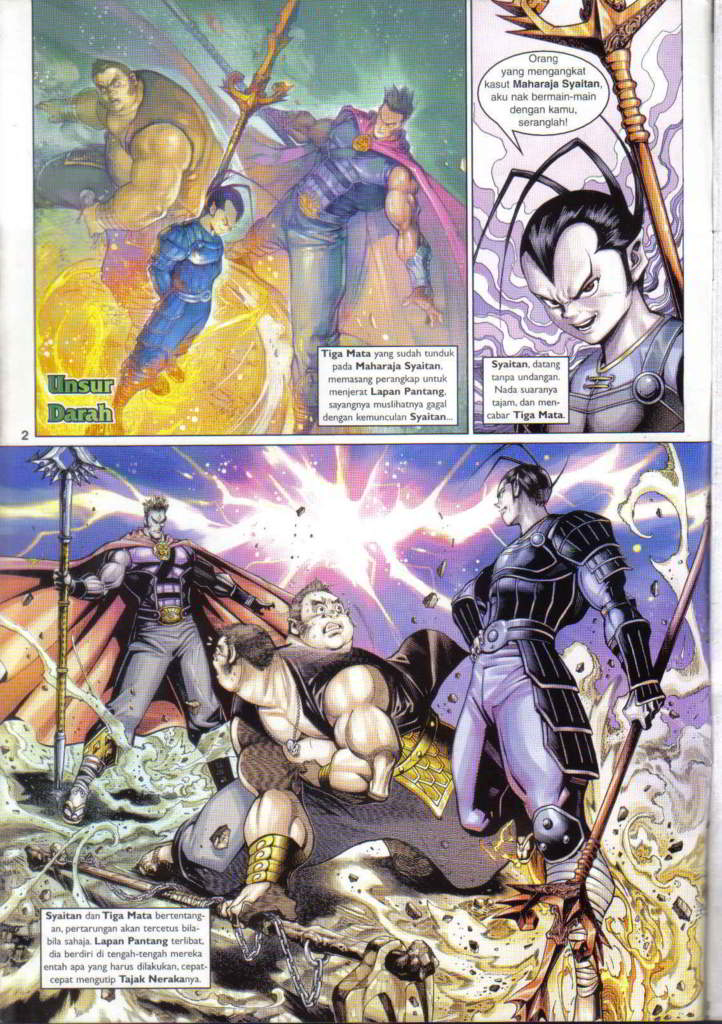 Unsur
Darah
Tiga Mata yang sudah tunduk
pada Maharaja Syaitan,
memasang perangkap untuk
menjerat Lapan Pantang,
sayangnya muslihatnya gagal
dengan kemunculan Syaitan...
Orang
yang mengangkat
kasut Maharaja Syaitan,
aku nak bermain-main
dengan kamu,
seranglah!
Syaitan, datang
tanpa undangan.
Nada suaranya
tajam, dan men-
cabar Tiga Mata.
2
Syaitan dan Tiga Mata bertentang-
an, pertarungan akan tercetus bila-
bila sahaja. Lapan Pantang terlibat,
dia berdiri di tengah-tengah mereka
entah apa yang harus dilakukan, cepat-
cepat mengutip Tajak Nerakanya.